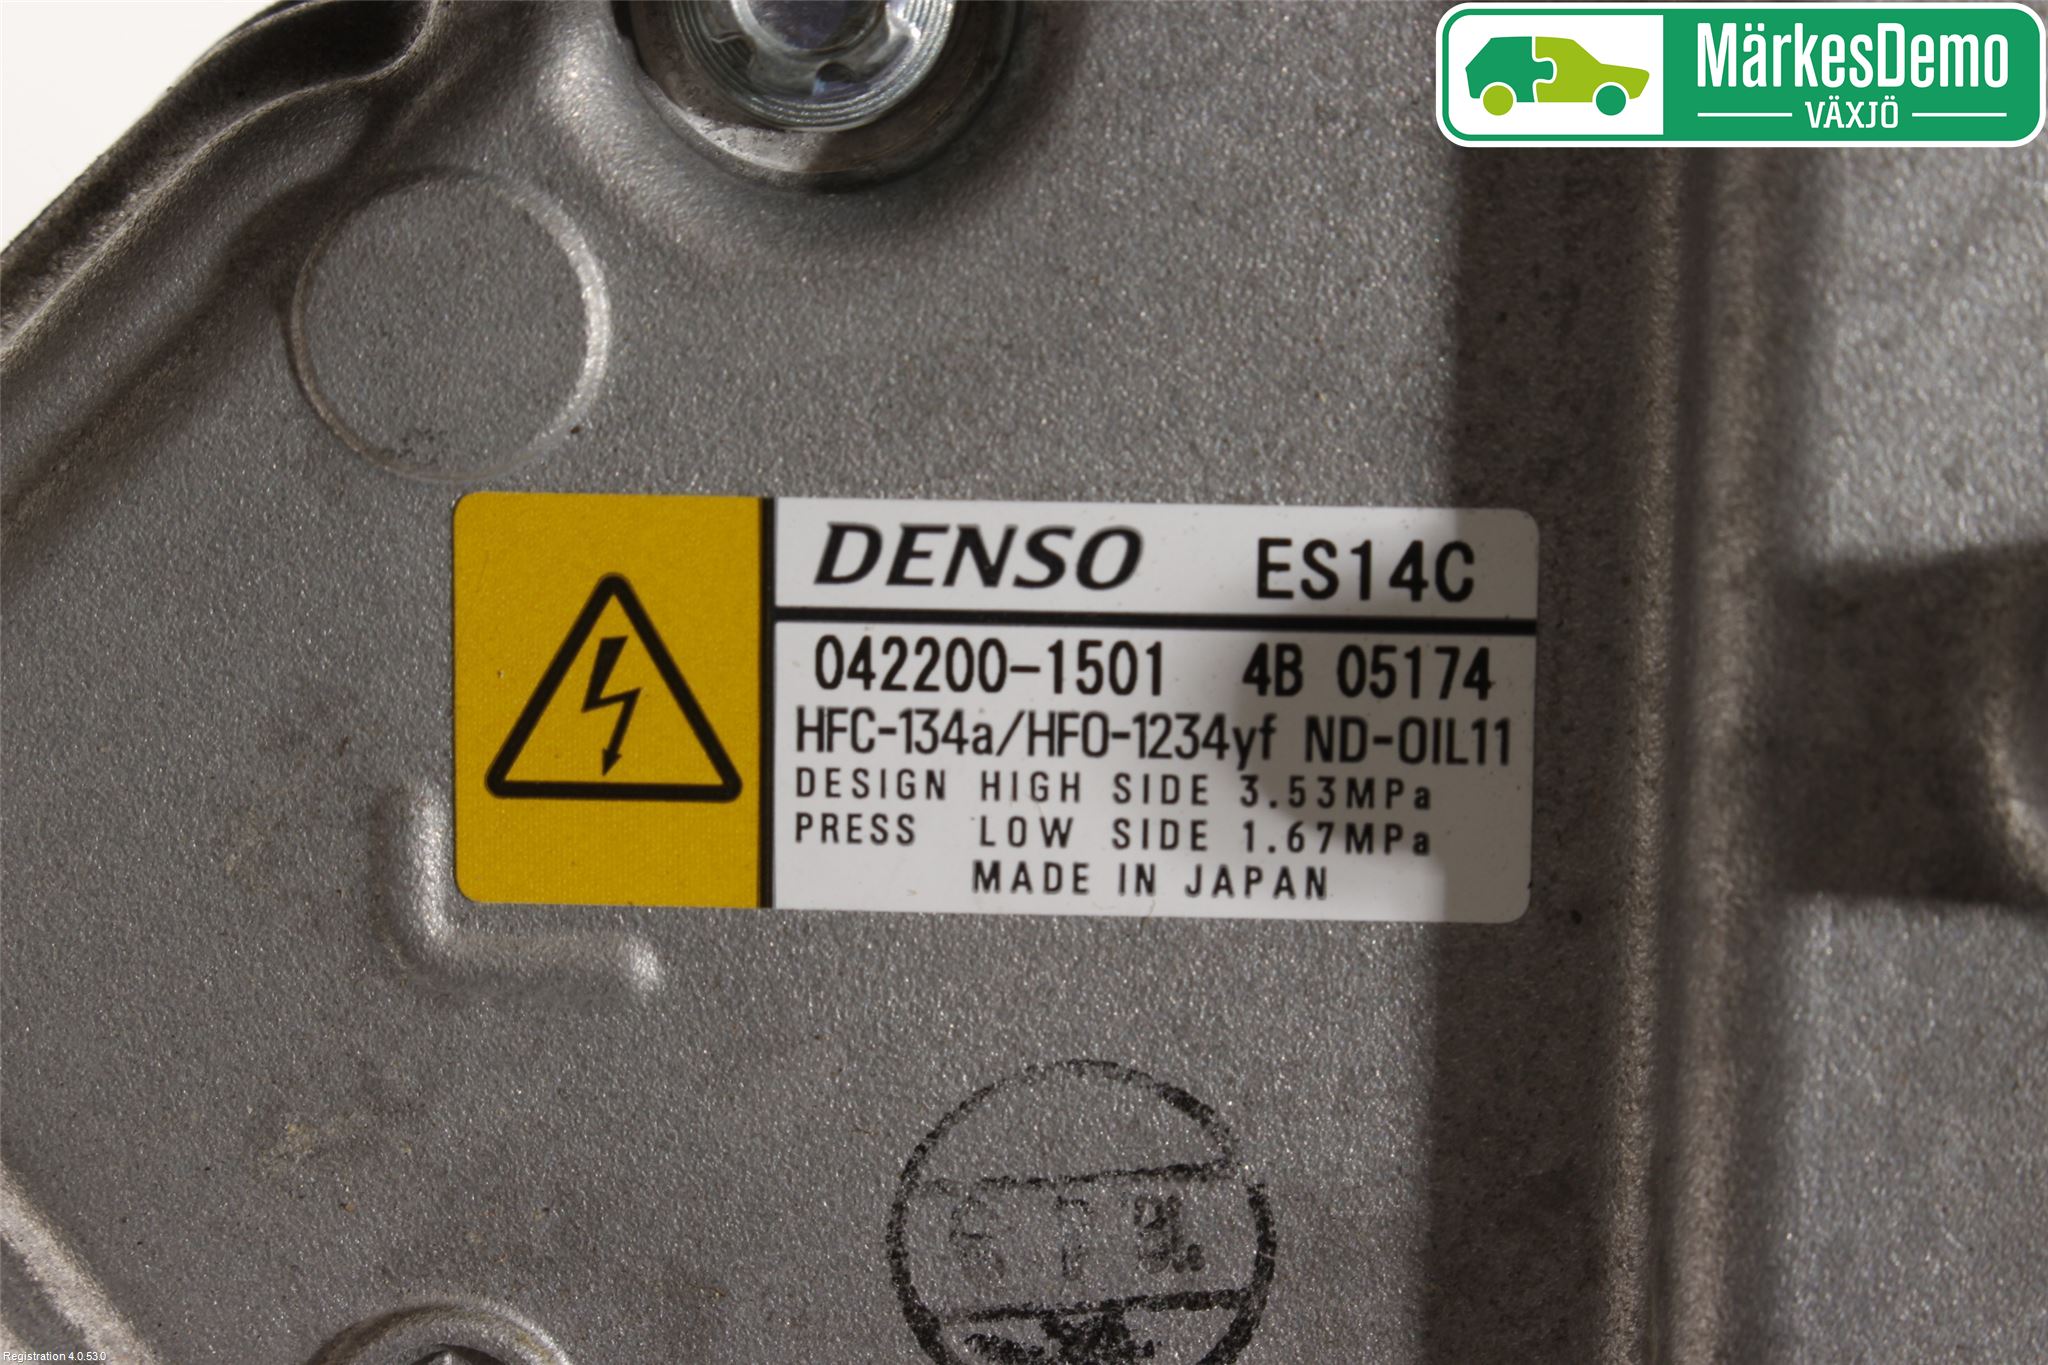 MärkesDemo
VÄXJÖ
DENSO ES14C
042200-1501 4B 05174
HFC-134a/HFO-1234yf ND-OIL11
DESIGN HIGH SIDE 3.53MPa
PRESS LOW SIDE 1.67MPa
MADE IN JAPAN
Registration 4.0.53.0